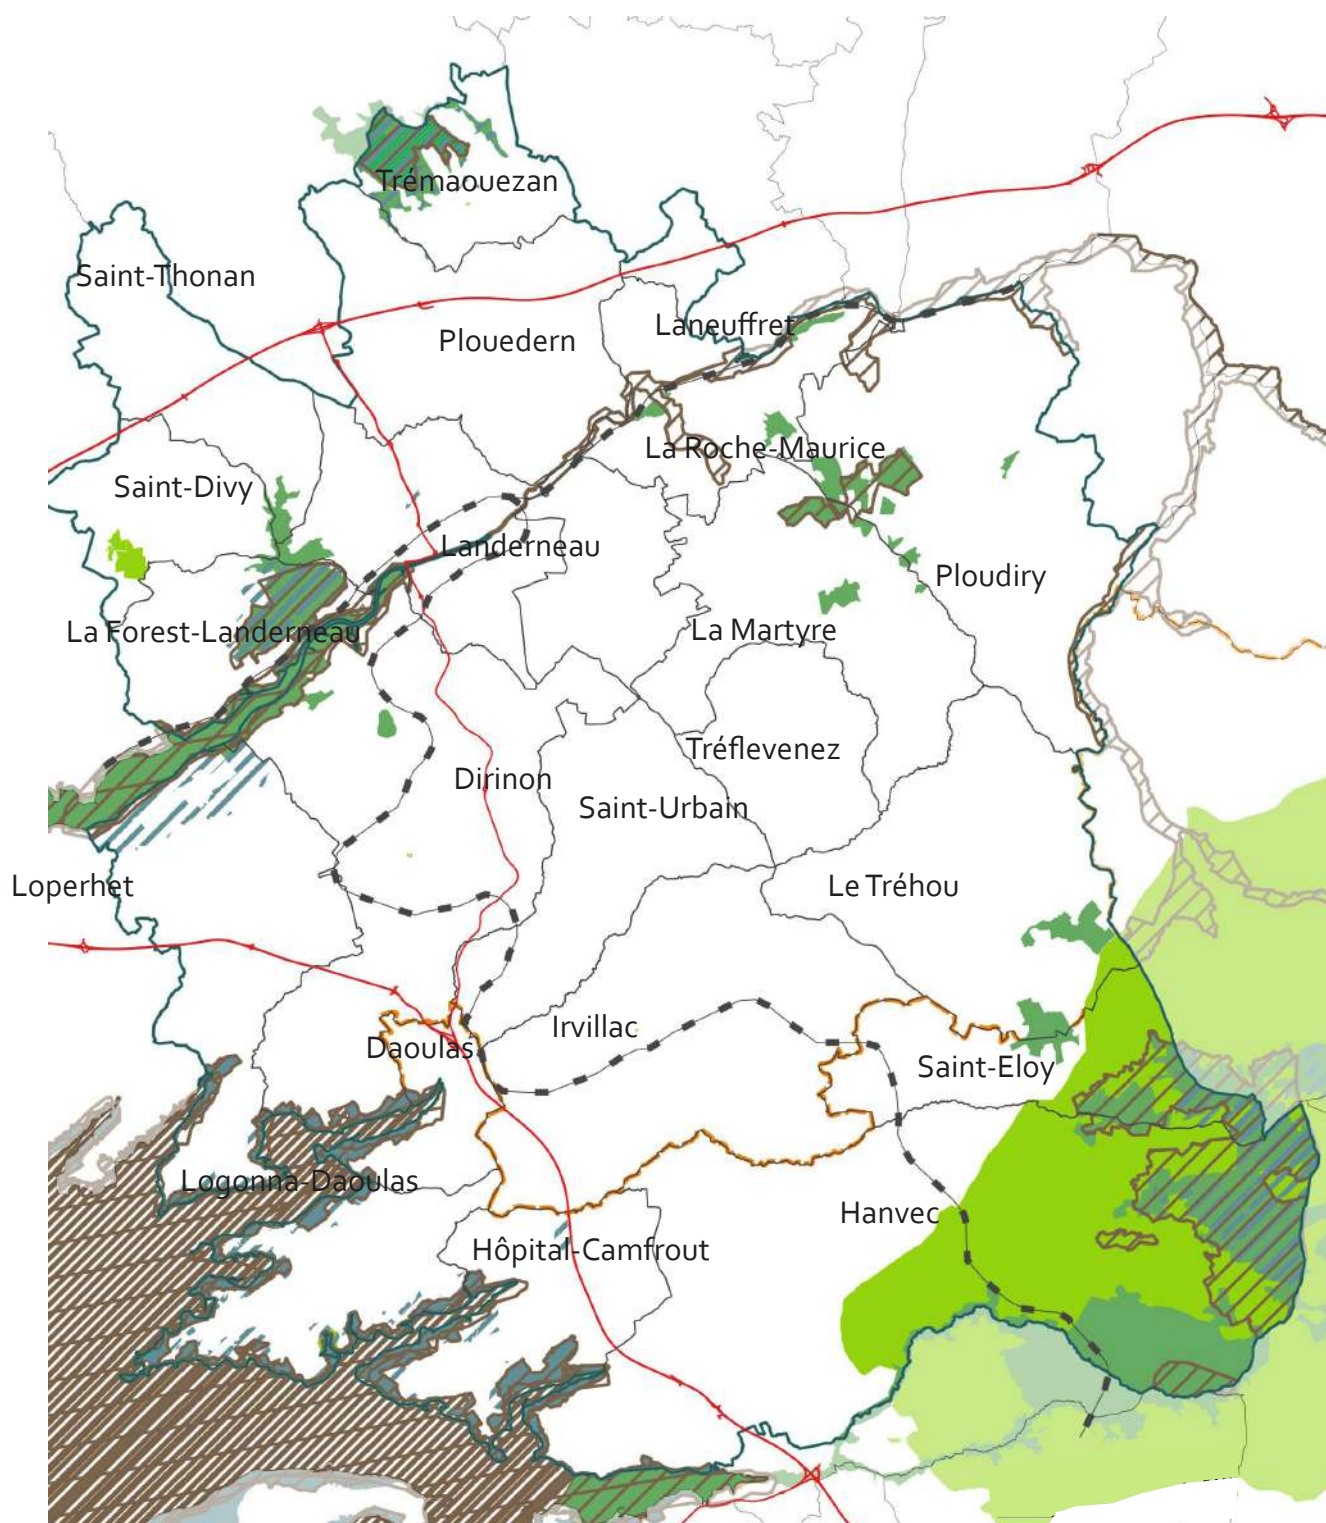 Trémaouezan
Saint-Thonan
Laneuffret
Plouedern
La Roche-Maurice
Saint-Divy
Landerneau
Ploudiry
La Forest-Landerneau
La Martyre
Tréflevenez
Dirinon
Saint-Urbain
Loperhet
Le Tréhou
Irvillac
Daoulas
Saint-Eloy
Logonna-Daoulas
Hanvec
Hôpital-Camfrout